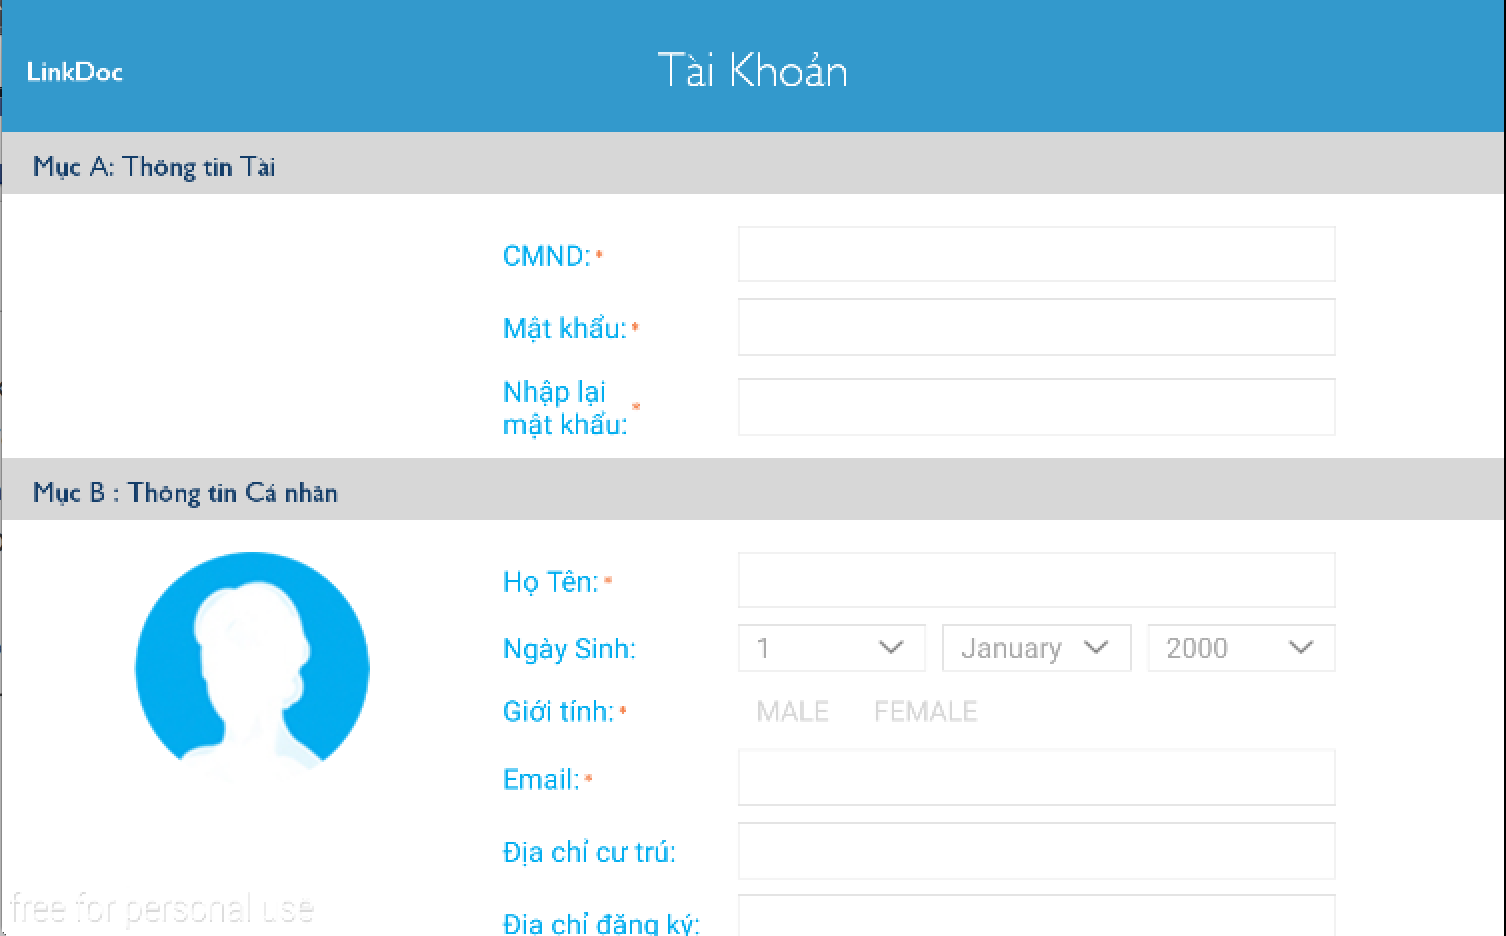 LinkDoc
Tài Khoản
Mục A: Thông tin Tài
CMND:*
Mật khẩu:*
Nhập lại
mật khẩu:*
Mục B : Thông tin Cá nhân
Họ Tên:*
Ngày Sinh: 1 January 2000
Giới tính:* MALE FEMALE
Email:*
Địa chỉ cư trú:
Địa chỉ đăng ký:
free for personal use